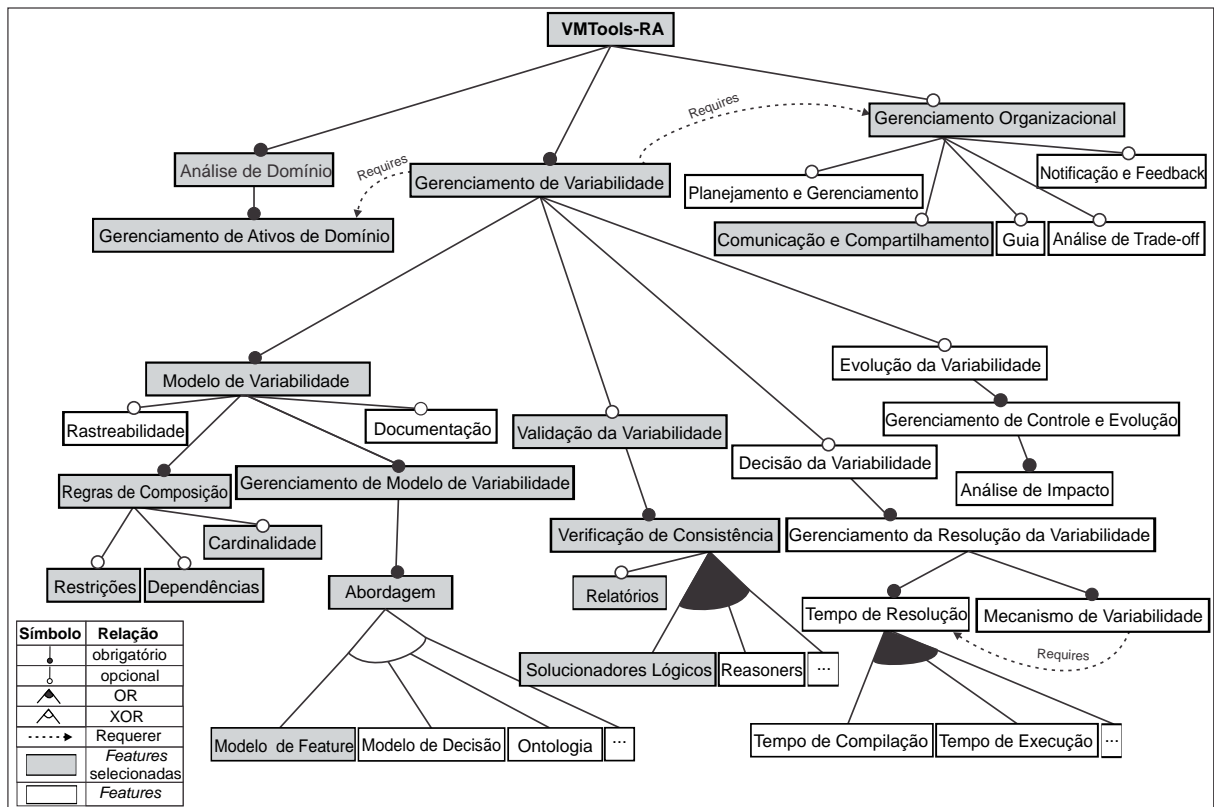 VMTools-RA
Requires
Gerenciamento Organizacional
Análise de Domínio
Requires
Gerenciamento de Variabilidade
Planejamento e Gerenciamento
Notificação e Feedback
Gerenciamento de Ativos de Domínio
Comunicação e Compartilhamento
Guia
Análise de Trade-off
Modelo de Variabilidade
Evolução da Variabilidade
Rastreabilidade
Documentação
Validação da Variabilidade
Gerenciamento de Controle e Evolução
Regras de Composição
Gerenciamento de Modelo de Variabilidade
Decisão da Variabilidade
Análise de Impacto
Cardinalidade
Verificação de Consistência
Gerenciamento da Resolução da Variabilidade
Restrições
Dependências
Abordagem
Relatórios
Tempo de Resolução
Mecanismo de Variabilidade
Requires
Solucionadores Lógicos
Reasoners
...
Modelo de Feature
Modelo de Decisão
Ontologia
...
Tempo de Compilação
Tempo de Execução
...
Símbolo Relação
obrigatório
opcional
OR
XOR
Requerer
Features
selecionadas
Features